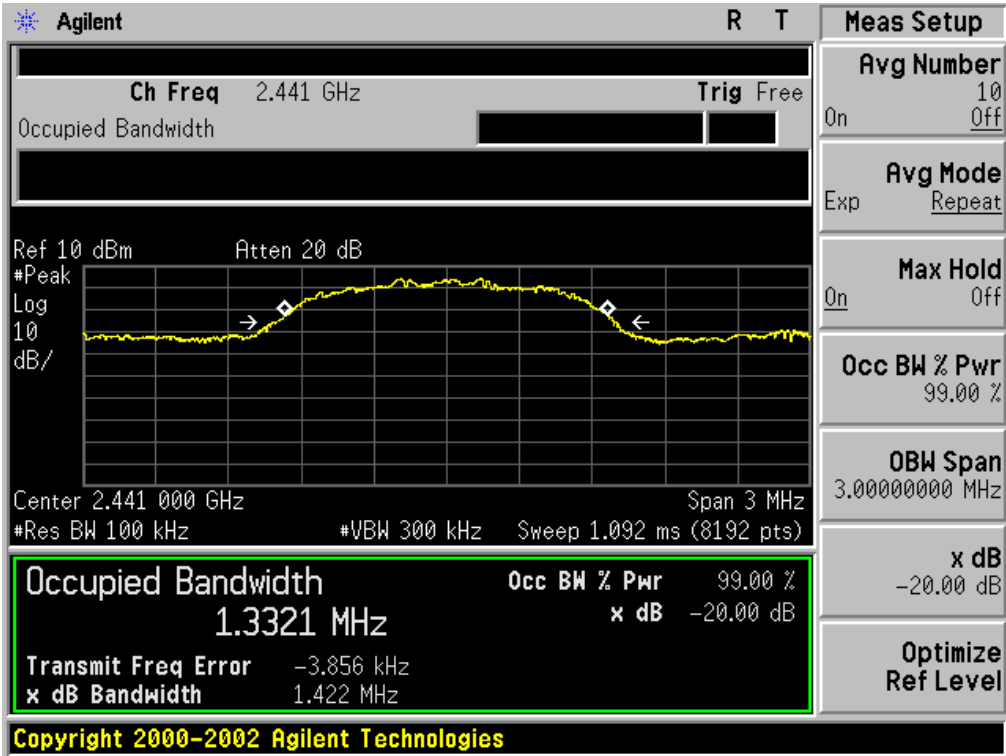 Agilent R T
Ch Freq 2.441 GHz Trig Free
Occupied Bandwidth
Ref 10 dBm Atten 20 dB
#Peak
Log
10
dB/
Center 2.441 000 GHz Span 3 MHz
#Res BW 100 kHz #VBW 300 kHz Sweep 1.092 ms (8192 pts)
Occupied Bandwidth Occ BW % Pwr 99.00 %
1.3321 MHz x dB -20.00 dB
Transmit Freq Error -3.856 kHz
x dB Bandwidth 1.422 MHz
Meas Setup
Avg Number
10
On Off
Avg Mode
Exp Repeat
Max Hold
On Off
Occ BW % Pwr
99.00 %
OBW Span
3.00000000 MHz
x dB
-20.00 dB
Optimize
Ref Level
Copyright 2000-2002 Agilent Technologies